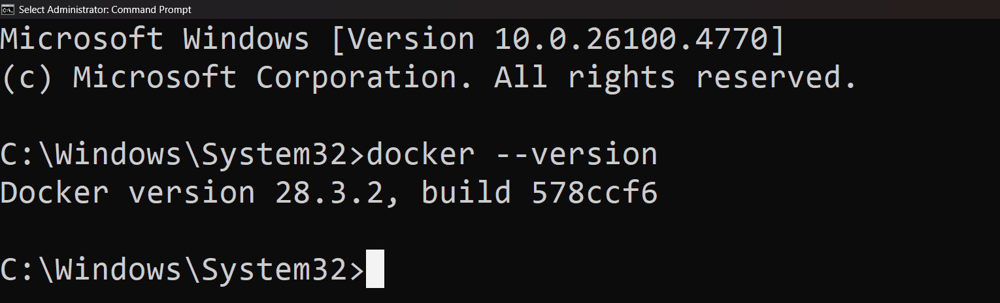 Select Administrator: Command Prompt
Microsoft Windows [Version 10.0.26100.4770]
(c) Microsoft Corporation. All rights reserved.
C:\Windows\System32>docker --version
Docker version 28.3.2, build 578ccf6
C:\Windows\System32>